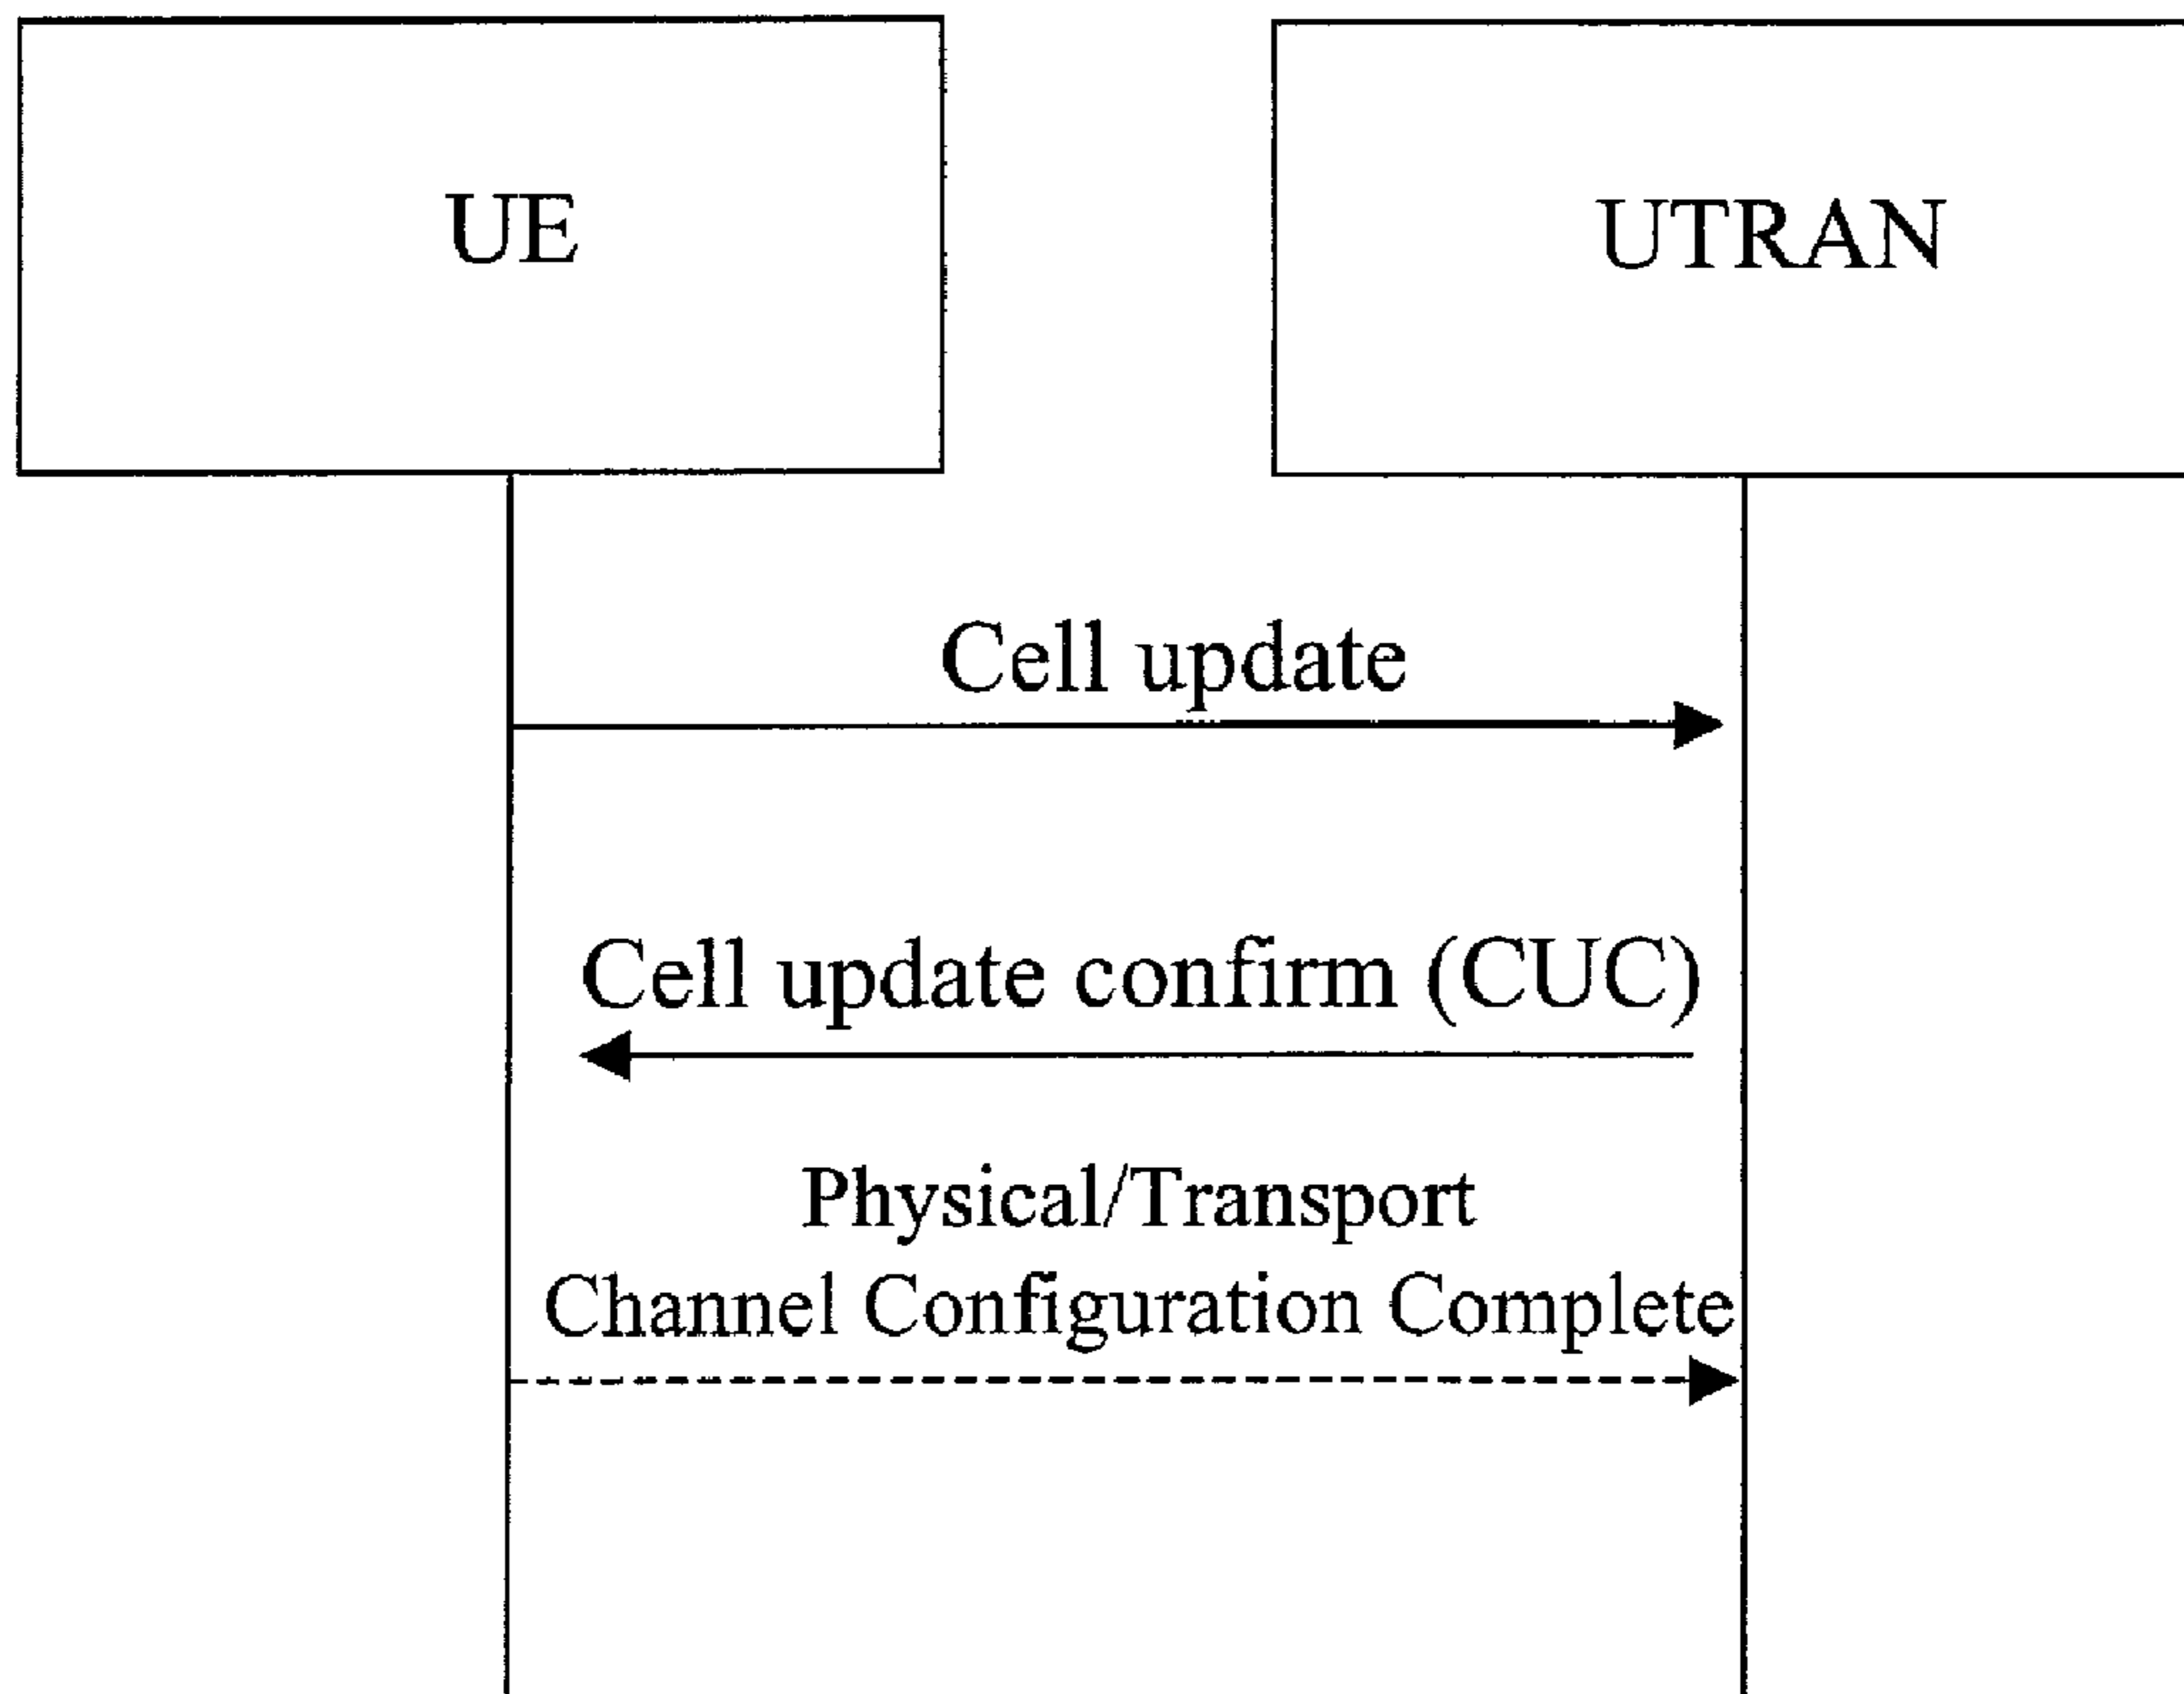 UE
UTRAN
Cell update
Cell update confirm (CUC)
Physical/Transport
Channel Configuration Complete